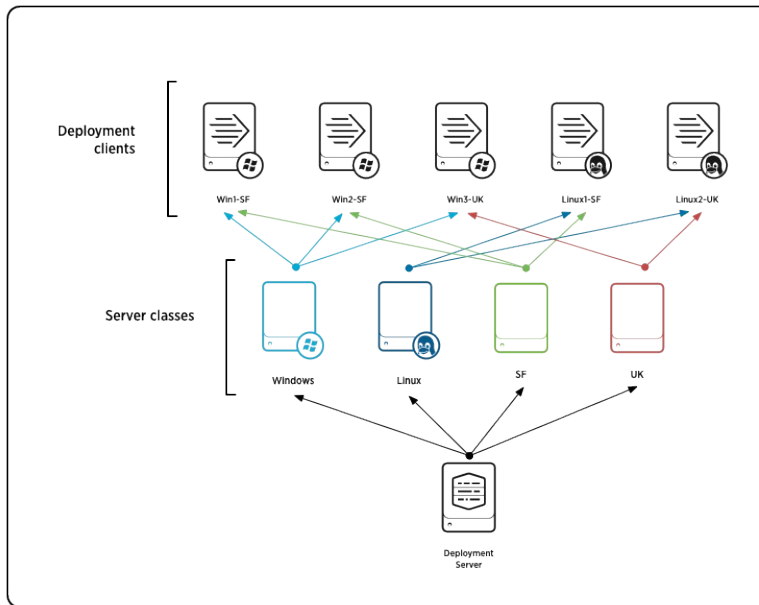 Deployment
clients
Win1-SF
Win2-SF
Win3-UK
Linux1-SF
Linux2-UK
Server classes
Windows
Linux
SF
UK
Deployment
Server